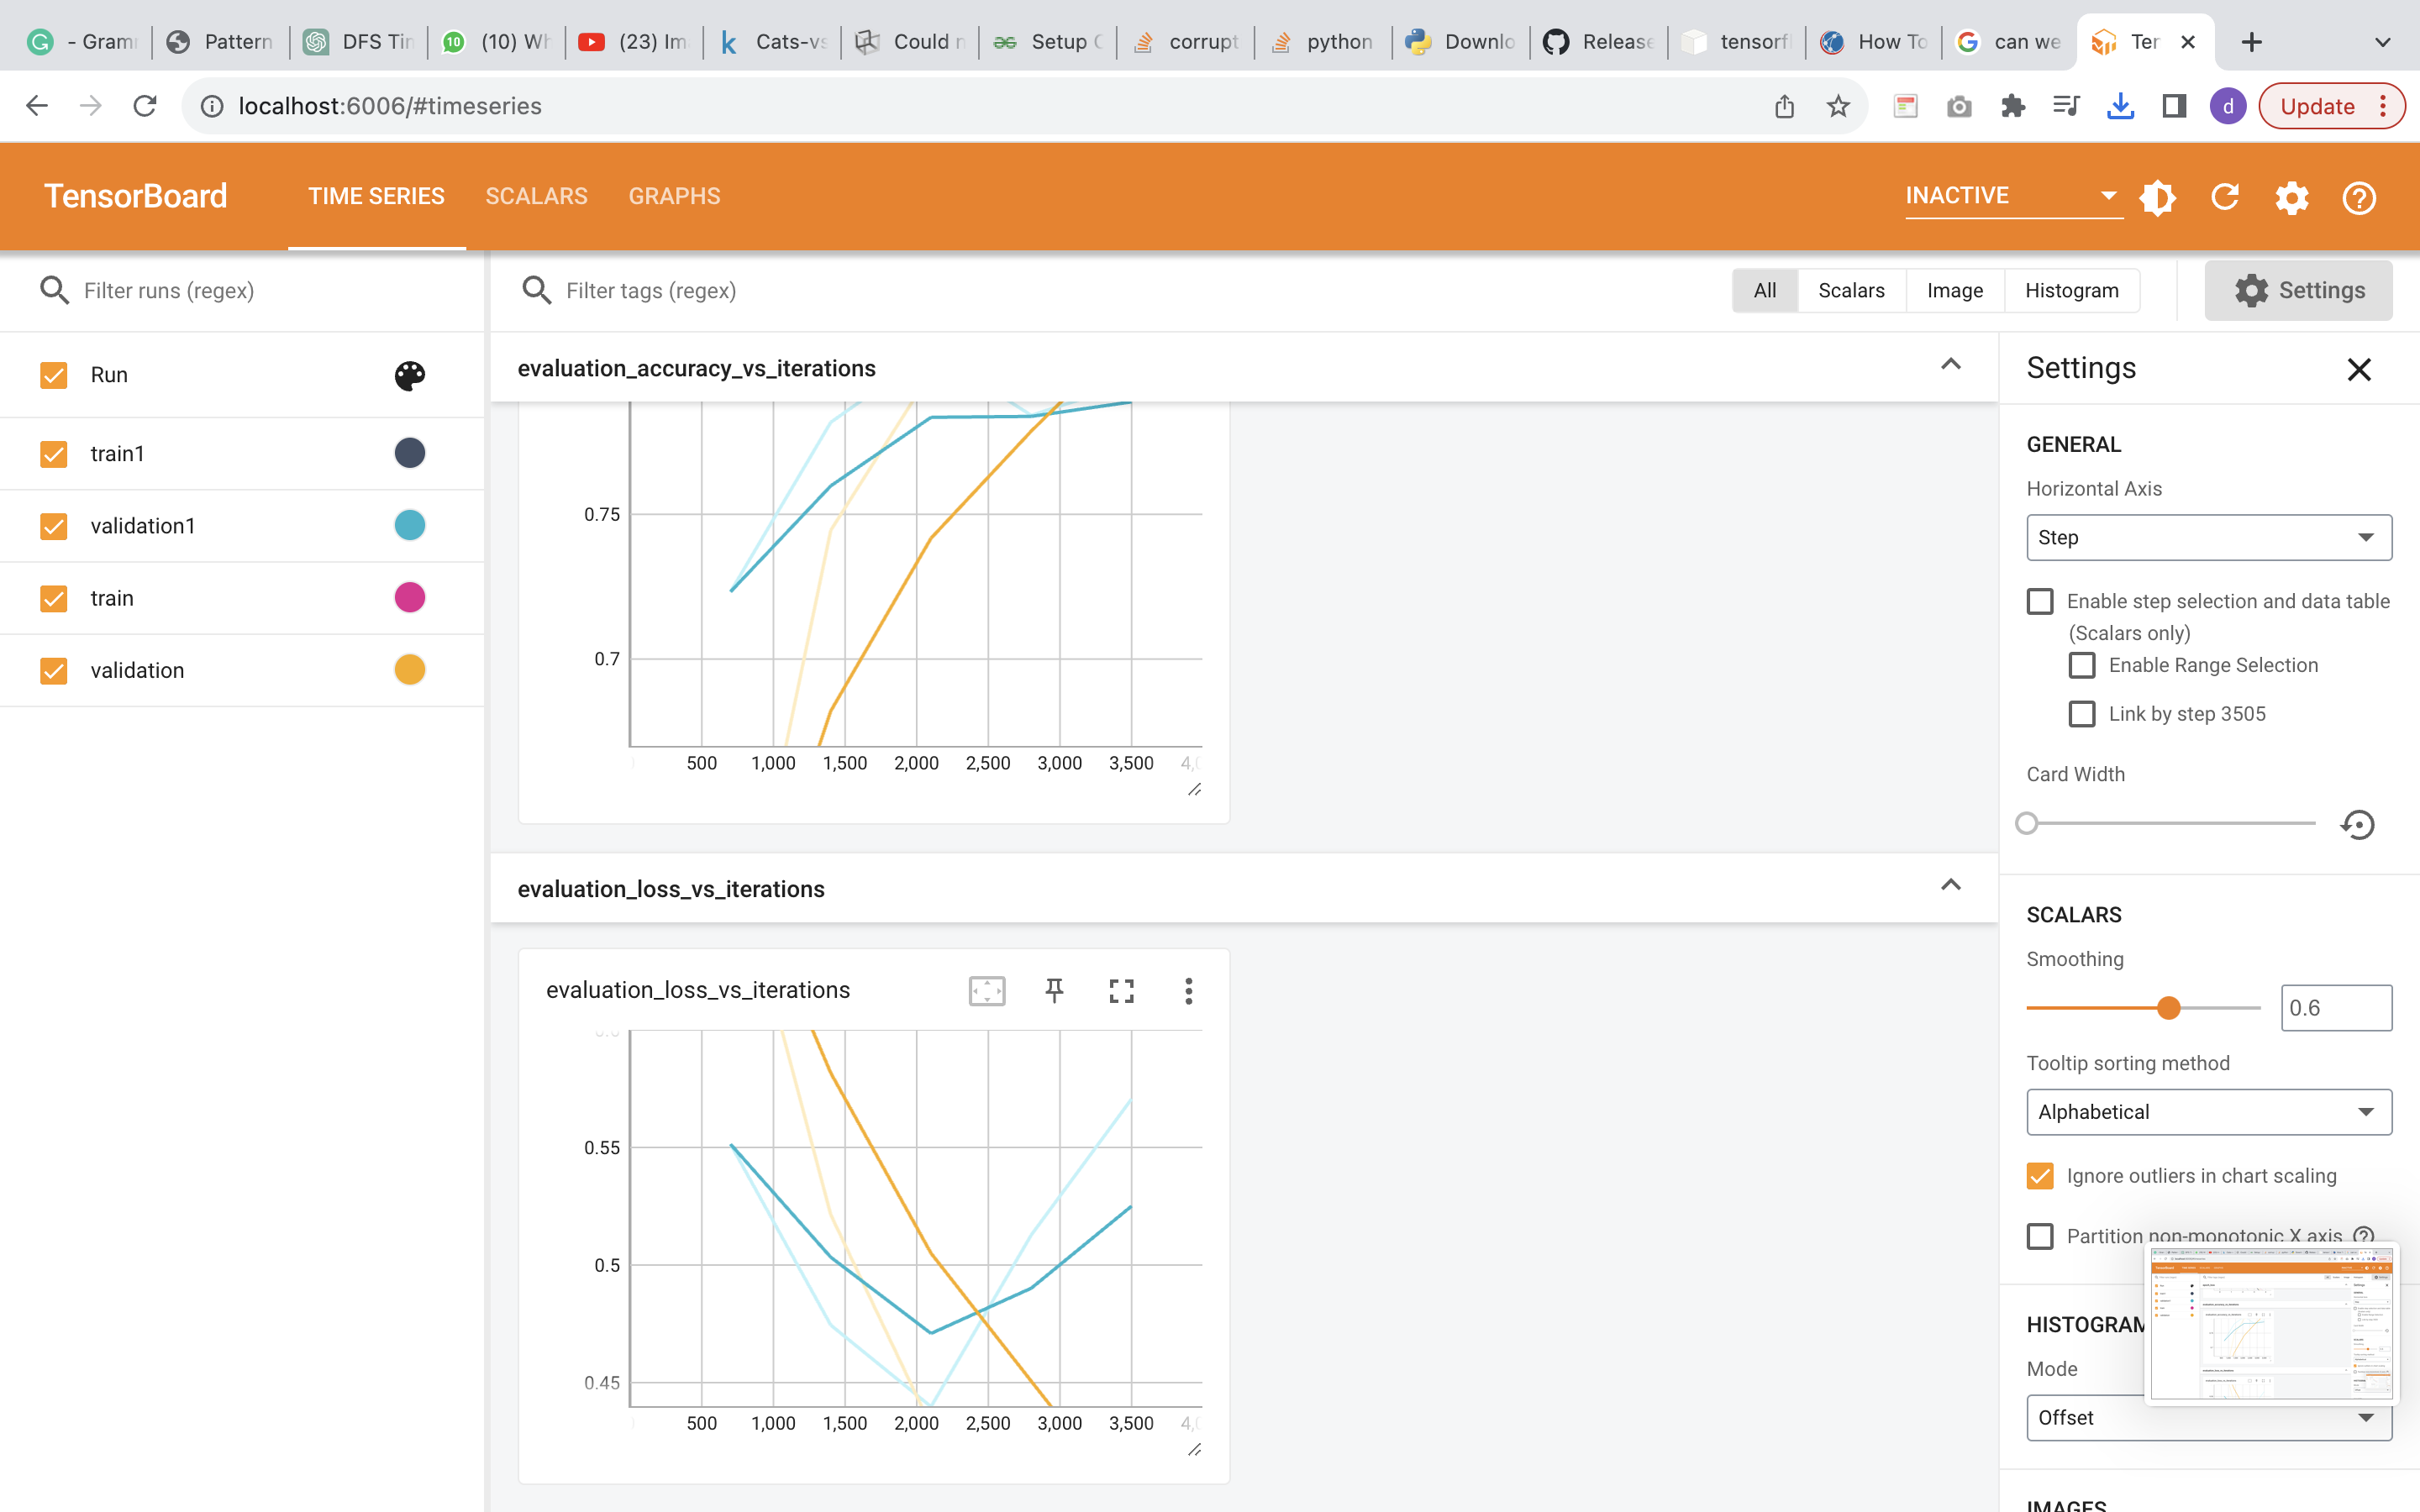 - Gram
Pattern
DFS Tim
10
(10) Wh
(23) Im
Cats-vs
Could n
Setup C
corrupt
python
Downlo
Release
tensorf
How To
can we
Ter
localhost:6006/#timeseries
d
Update
TensorBoard
TIME SERIES
SCALARS
GRAPHS
INACTIVE
Filter runs (regex)
Filter tags (regex)
All
Scalars
Image
Histogram
Settings
Run
train1
validation1
train
validation
evaluation_accuracy_vs_iterations
0.75
0.7
500 1,000 1,500 2,000 2,500 3,000 3,500
evaluation_loss_vs_iterations
evaluation_loss_vs_iterations
0.55
0.5
0.45
500 1,000 1,500 2,000 2,500 3,000 3,500
Settings
GENERAL
Horizontal Axis
Step
Enable step selection and data table
(Scalars only)
Enable Range Selection
Link by step 3505
Card Width
SCALARS
Smoothing
0.6
Tooltip sorting method
Alphabetical
Ignore outliers in chart scaling
Partition non-monotonic X axis
HISTOGRAM
Mode
Offset
IMAGES